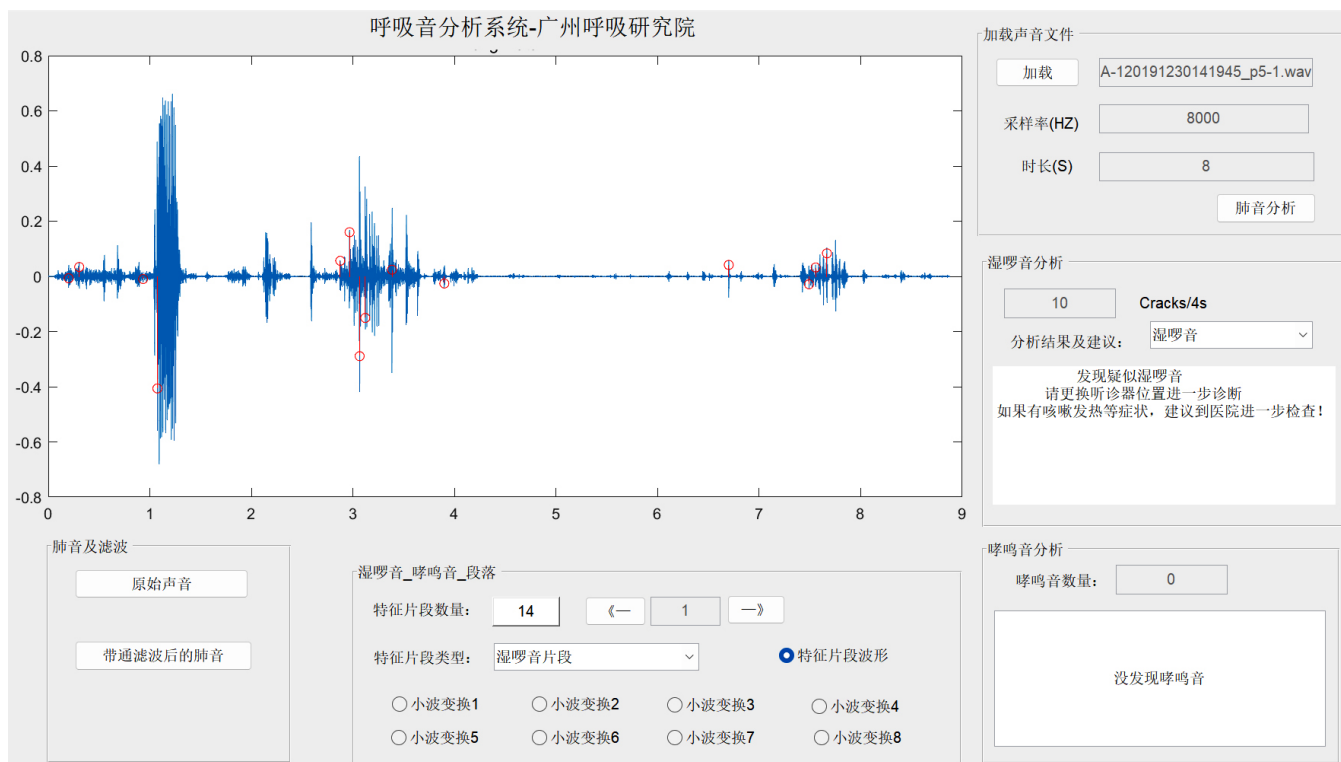 呼吸音分析系统-广州呼吸研究院
0.8
0.6
0.4
0.2
0
-0.2
-0.4
-0.6
-0.8
0 1 2 3 4 5 6 7 8 9
加载声音文件
加载 A-120191230141945_p5-1.wav
采样率(HZ) 8000
时长(S) 8
肺音分析
湿啰音分析
10 Cracks/4s
分析结果及建议： 湿啰音
发现疑似湿啰音
请更换听诊器位置进一步诊断
如果有咳嗽发热等症状，建议到医院进一步检查！
肺音及滤波
原始声音
带通滤波后的肺音
湿啰音_哮鸣音_段落
特征片段数量： 14 《— 1 —》
特征片段类型： 湿啰音片段 特征片段波形
小波变换1 小波变换2 小波变换3 小波变换4
小波变换5 小波变换6 小波变换7 小波变换8
哮鸣音分析
哮鸣音数量： 0
没发现哮鸣音